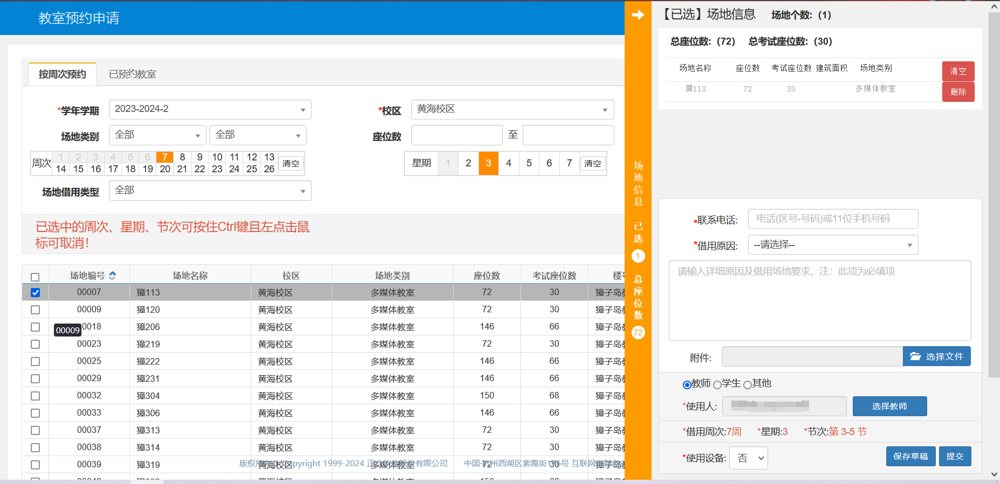 教室预约申请
按周次预约 已预约教室
*学年学期 2023-2024-2 *校区 黄海校区
场地类别 全部 全部 座位数 至
周次 1 2 3 4 5 6 7 8 9 10 11 12 13 清空
14 15 16 17 18 19 20 21 22 23 24 25 26
星期 1 2 3 4 5 6 7 清空
场地借用类型 全部
已选中的周次、星期、节次可按住Ctrl键且左点击鼠
标可取消!
场地编号 场地名称 校区 场地类别 座位数 考试座位数
00007 獐113 黄海校区 多媒体教室 72 30 獐子岛
00009 獐120 黄海校区 多媒体教室 72 30 獐子岛
0018 獐206 黄海校区 多媒体教室 146 66 獐子岛
00009
00023 獐219 黄海校区 多媒体教室 72 30 獐子岛
00025 獐222 黄海校区 多媒体教室 146 66 獐子岛
00029 獐231 黄海校区 多媒体教室 146 66 獐子岛
00032 獐304 黄海校区 多媒体教室 150 68 獐子岛
00033 獐306 黄海校区 多媒体教室 146 66 獐子岛
00037 獐313 黄海校区 多媒体教室 72 30 獐子岛
00038 獐314 黄海校区 多媒体教室 72 30 獐子岛
00039 獐319 黄海校区 多媒体教室 72 30 獐子岛
Copyright 1999-2024 正方软件股份有限公司 中国·杭州西湖区紫霞街176号
场地信息
已选
1
总座位数
72
【已选】场地信息 场地个数:(1)
总座位数:(72) 总考试座位数:(30)
场地名称 座位数 考试座位数 建筑面积 场地类别 清空
獐113 72 30 多媒体教室 删除
*联系电话: 电话(区号-号码)或11位手机号码
*借用原因: --请选择--
请输入详细原因及借用场地要求，注：此项为必填项
附件: 选择文件
教师 学生 其他
*使用人: 选择教师
*借用周次:7周 *星期:3 *节次:第 3-5 节
*使用设备: 否 保存草稿 提交